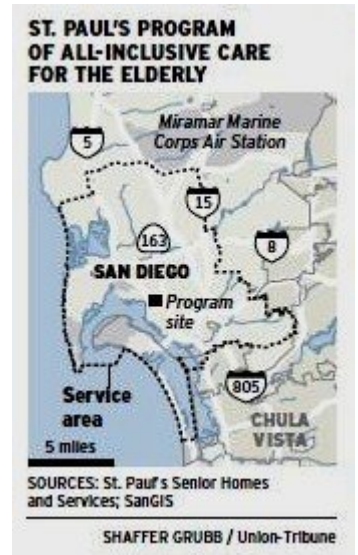 ST. PAUL'S PROGRAM
OF ALL-INCLUSIVE CARE
FOR THE ELDERLY
5
Miramar Marine
Corps Air Station
15
163
8
SAN DIEGO
Program
site
805
Service
area
CHULA
VISTA
5 miles
SOURCES: St. Paul's Senior Homes
and Services; SanGIS
SHAFFER GRUBB / Union-Tribune